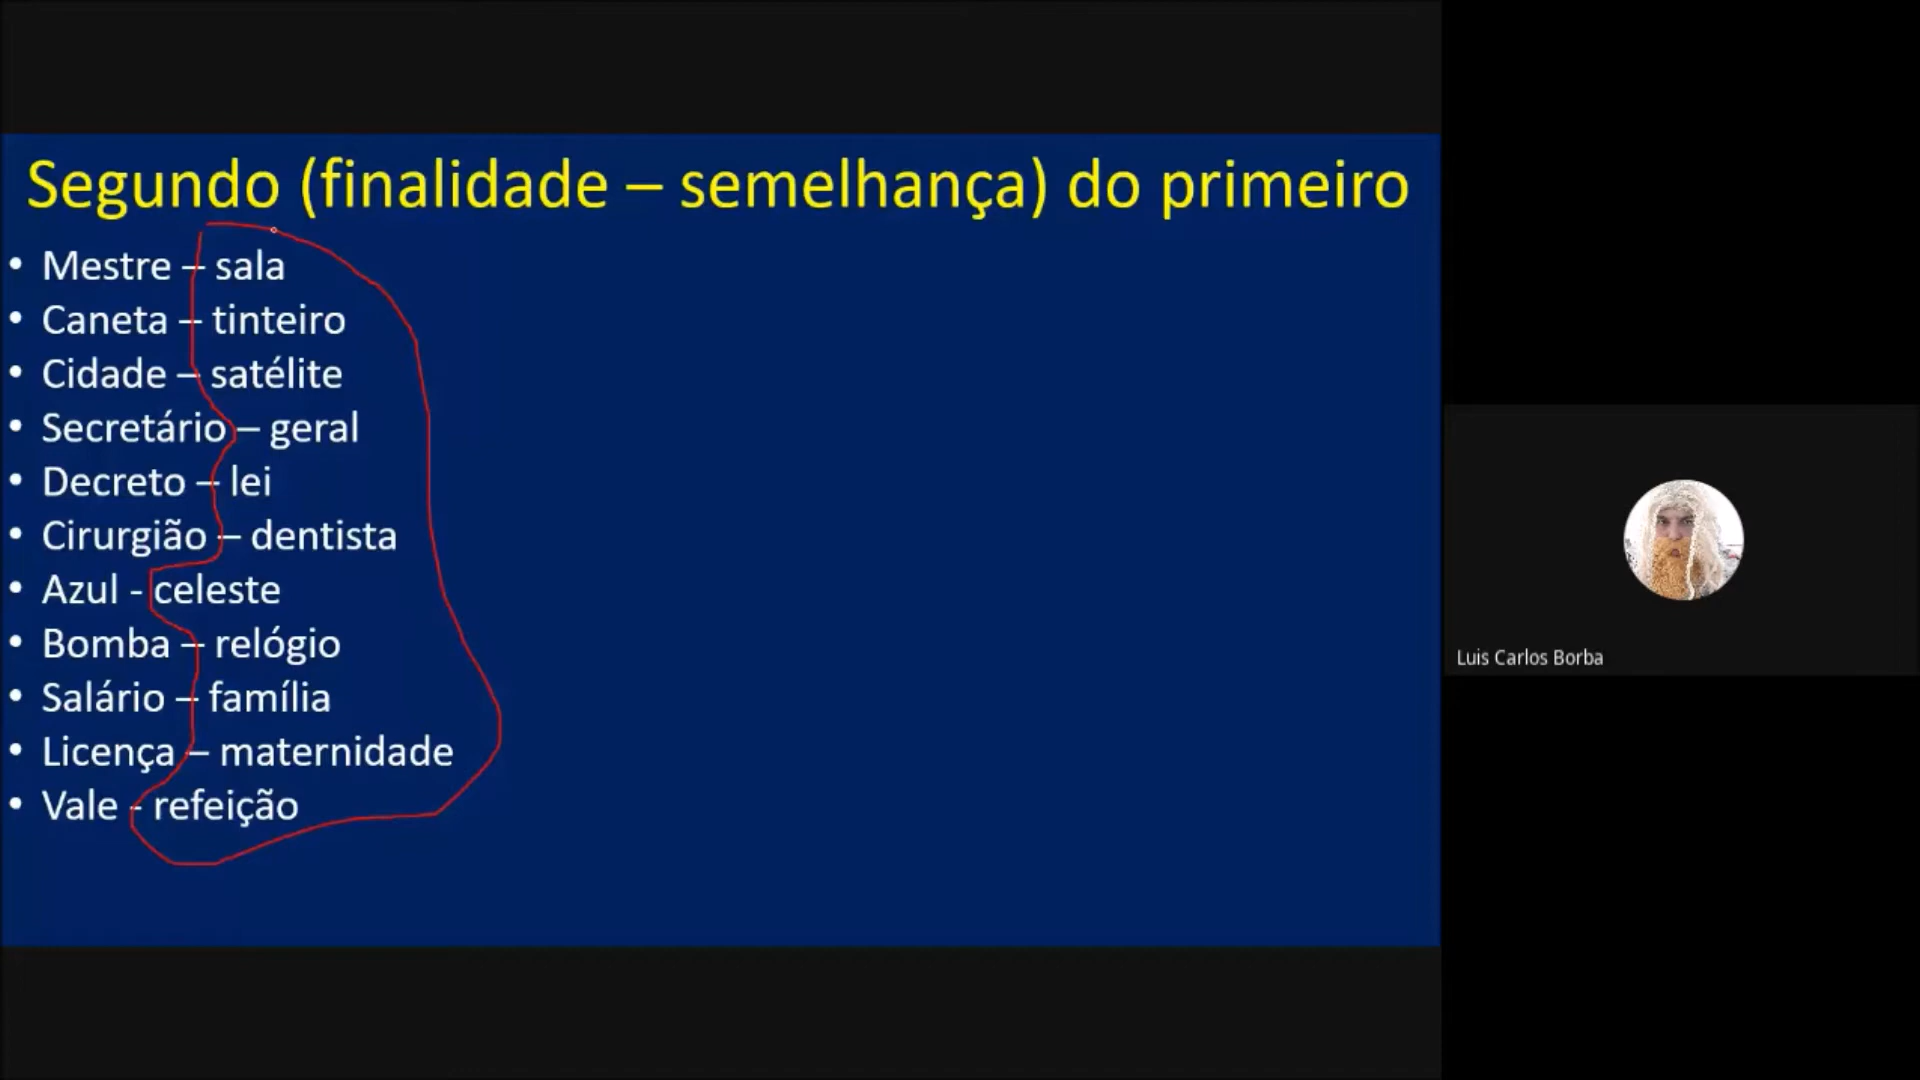 Segundo (finalidade – semelhança) do primeiro
• Mestre – sala
• Caneta – tinteiro
• Cidade – satélite
• Secretário – geral
• Decreto – lei
• Cirurgião – dentista
• Azul - celeste
• Bomba – relógio
• Salário – família
• Licença – maternidade
• Vale - refeição
Luis Carlos Borba